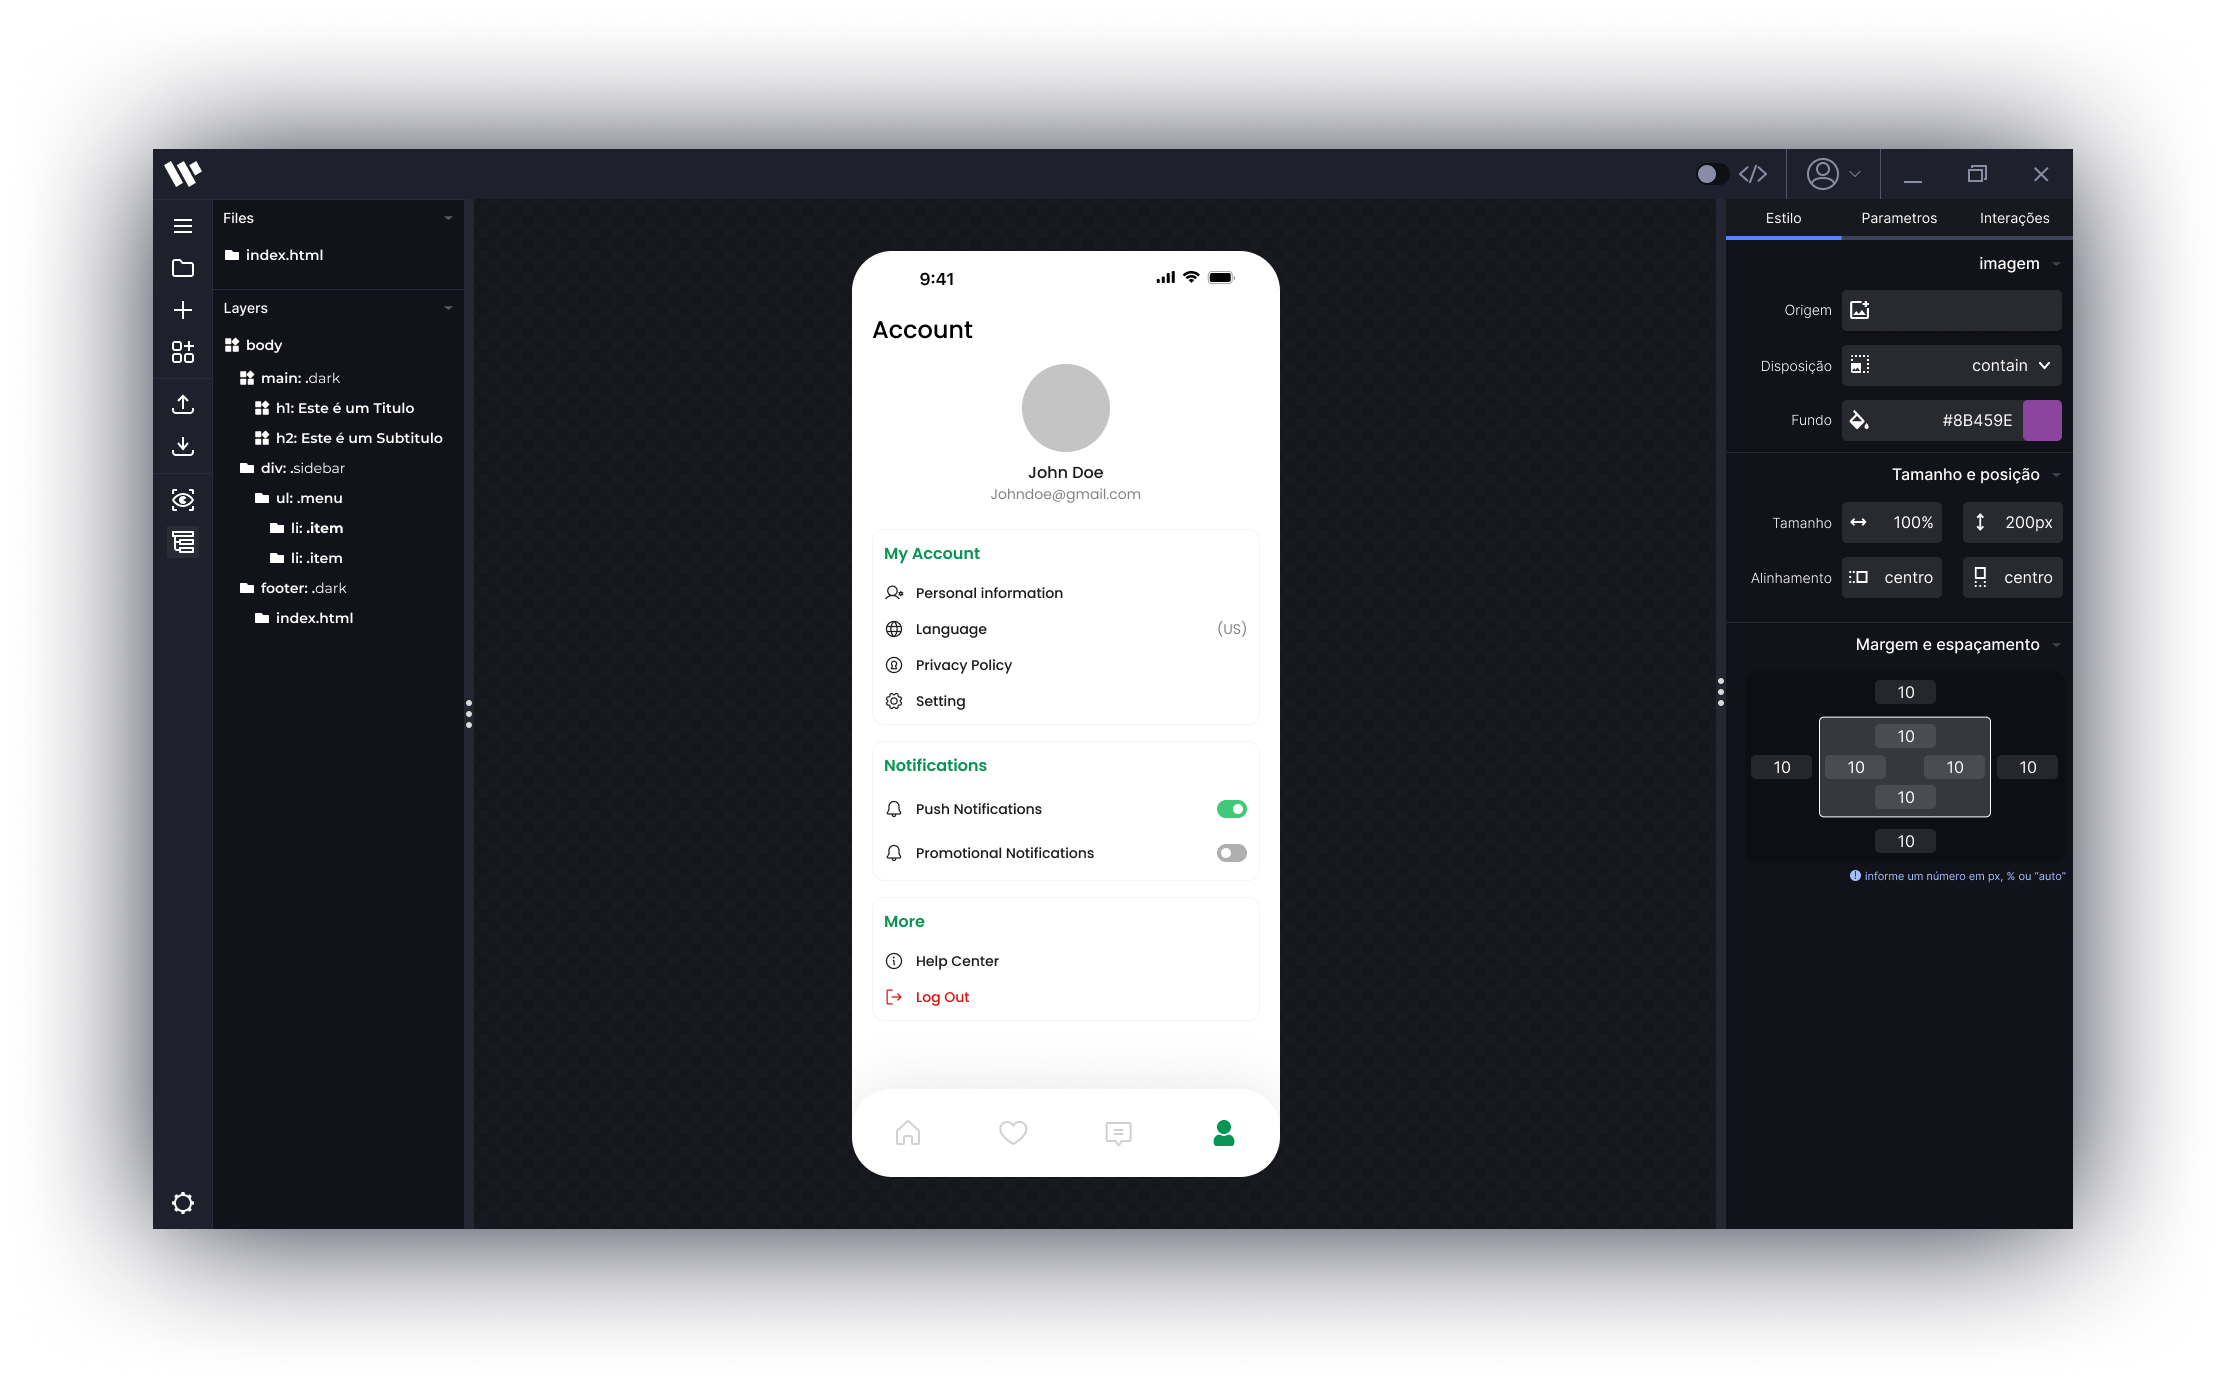 Files
index.html
Layers
body
main: .dark
h1: Este é um Titulo
h2: Este é um Subtitulo
div: .sidebar
ul: .menu
li: .item
li: .item
footer: .dark
index.html
9:41
Account
John Doe
Johndoe@gmail.com
My Account
Personal information
Language (US)
Privacy Policy
Setting
Notifications
Push Notifications
Promotional Notifications
More
Help Center
Log Out
Estilo Parametros Interações
imagem
Origem
Disposição contain
Fundo #8B459E
Tamanho e posição
Tamanho 100% 200px
Alinhamento centro centro
Margem e espaçamento
10
10
10 10 10 10
10
10
informe um número em px, % ou “auto”